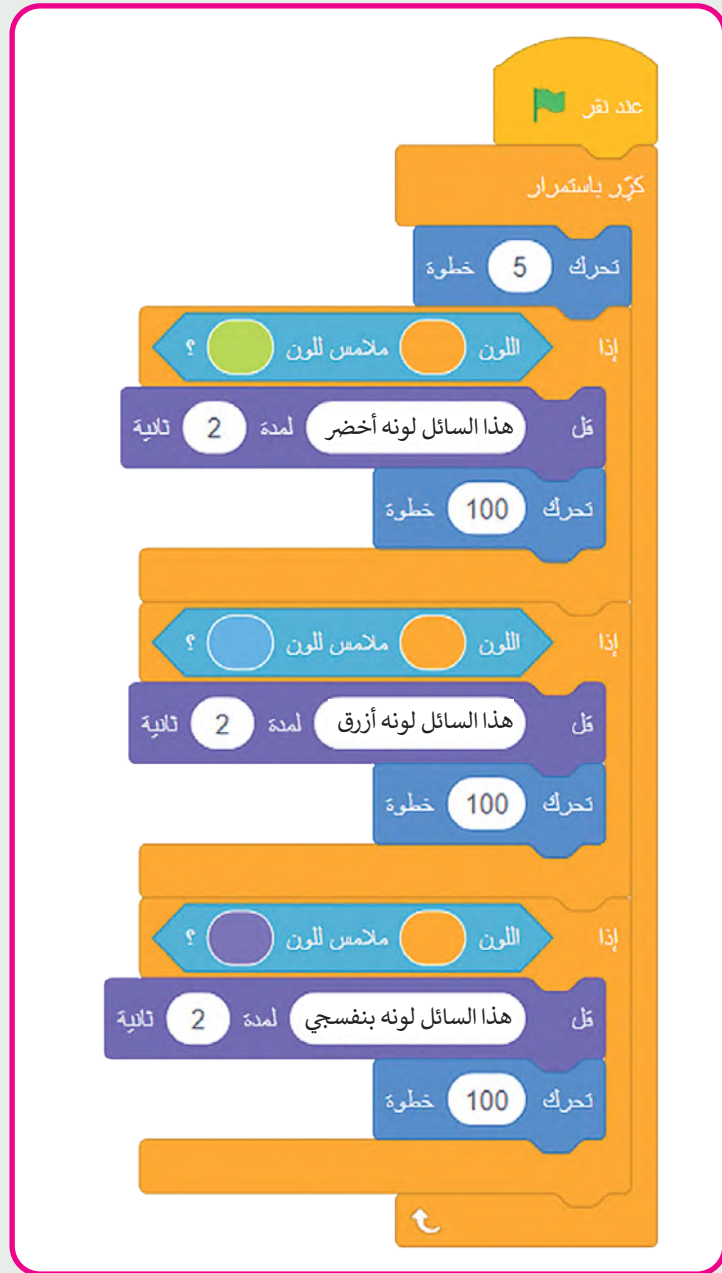 عند نقر
كرّر باستمرار
تحرك 5 خطوة
إذا اللون ملامس للون ؟
قل هذا السائل لونه أخضر لمدة 2 ثانية
تحرك 100 خطوة
إذا اللون ملامس للون ؟
قل هذا السائل لونه أزرق لمدة 2 ثانية
تحرك 100 خطوة
إذا اللون ملامس للون ؟
قل هذا السائل لونه بنفسجي لمدة 2 ثانية
تحرك 100 خطوة